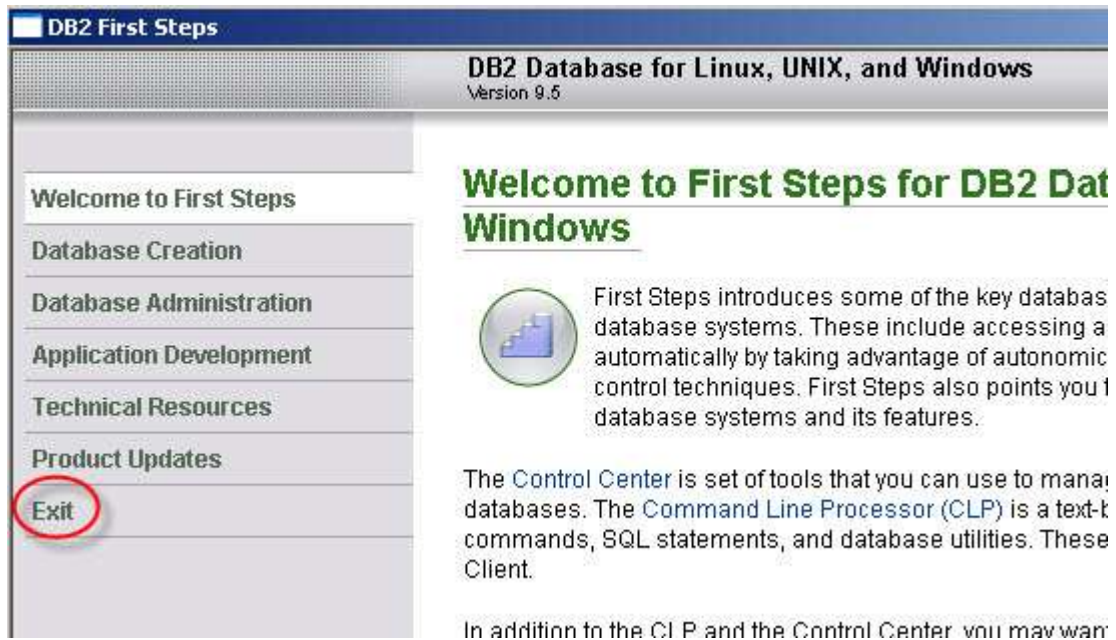 DB2 First Steps
DB2 Database for Linux, UNIX, and Windows
Version 9.5
Welcome to First Steps
Database Creation
Database Administration
Application Development
Technical Resources
Product Updates
Exit
Welcome to First Steps for DB2 Dat
Windows
First Steps introduces some of the key databas
database systems. These include accessing a
automatically by taking advantage of autonomic
control techniques. First Steps also points you t
database systems and its features.
The Control Center is set of tools that you can use to manag
databases. The Command Line Processor (CLP) is a text-b
commands, SQL statements, and database utilities. These
Client.
In addition to the CLP and the Control Center, you may want